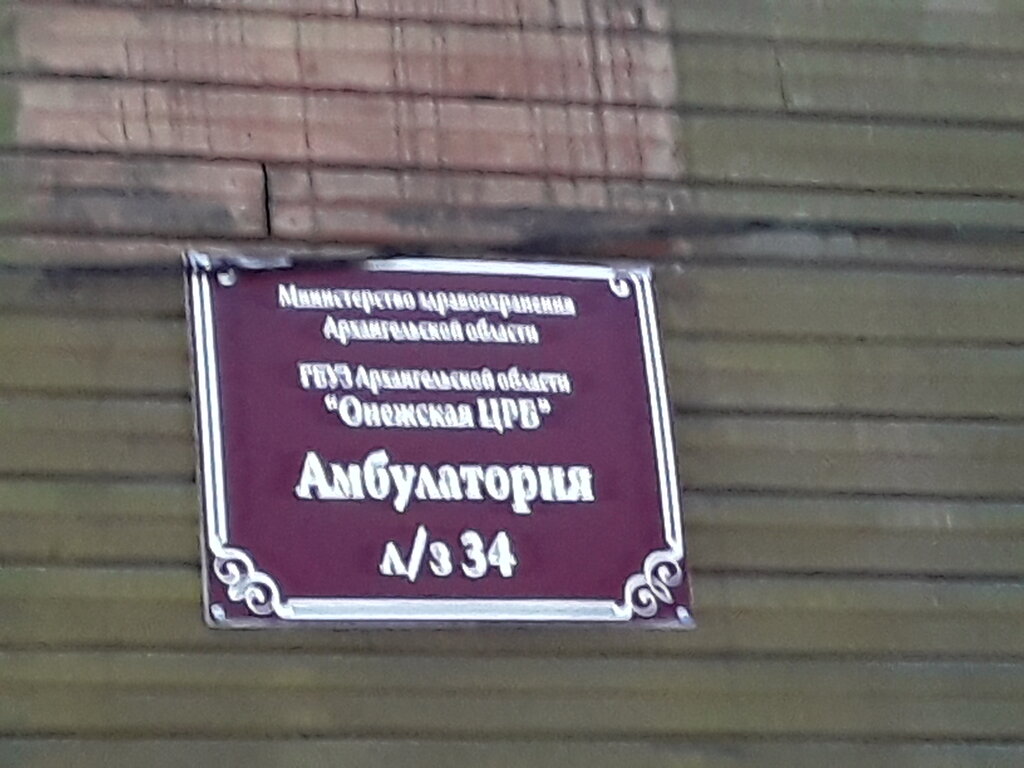 Министерство здравоохранения
Архангельской области
ГБУЗ Архангельской области
"Онежская ЦРБ"
Амбулатория
л/з 34